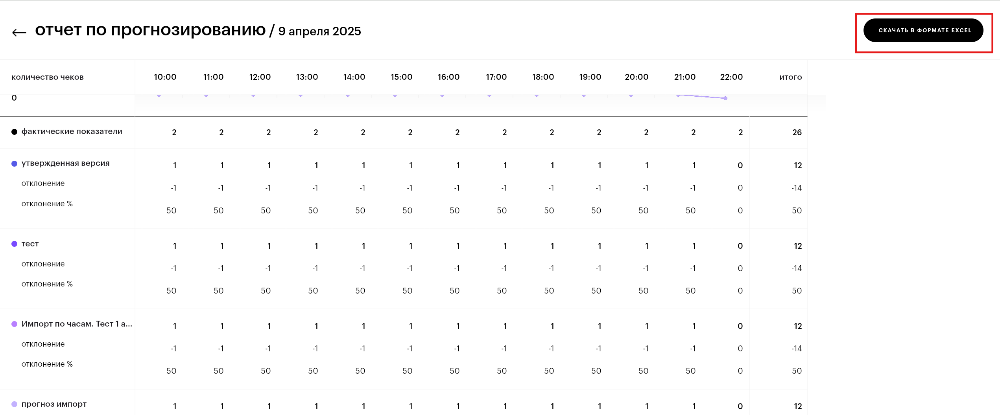 ← отчет по прогнозированию / 9 апреля 2025
СКАЧАТЬ В ФОРМАТЕ EXCEL
количество чеков 10:00 11:00 12:00 13:00 14:00 15:00 16:00 17:00 18:00 19:00 20:00 21:00 22:00 итого
0
фактические показатели 2 2 2 2 2 2 2 2 2 2 2 2 2 26
утвержденная версия 1 1 1 1 1 1 1 1 1 1 1 1 0 12
отклонение -1 -1 -1 -1 -1 -1 -1 -1 -1 -1 -1 -1 0 -14
отклонение % 50 50 50 50 50 50 50 50 50 50 50 50 0 50
тест 1 1 1 1 1 1 1 1 1 1 1 1 0 12
отклонение -1 -1 -1 -1 -1 -1 -1 -1 -1 -1 -1 -1 0 -14
отклонение % 50 50 50 50 50 50 50 50 50 50 50 50 0 50
Импорт по часам. Тест 1 а... 1 1 1 1 1 1 1 1 1 1 1 1 0 12
отклонение -1 -1 -1 -1 -1 -1 -1 -1 -1 -1 -1 -1 0 -14
отклонение % 50 50 50 50 50 50 50 50 50 50 50 50 0 50
прогноз импорт 1 1 1 1 1 1 1 1 1 1 1 1 0 12